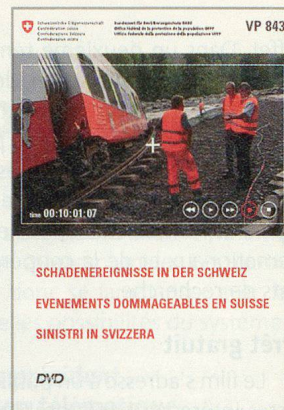 Schweizerische Eidgenossenschaft
Confédération suisse
Confederazione Svizzera
Confederaziun svizra
Bundesamt für Bevölkerungsschutz BABS
Office fédéral de la protection de la population OFPP
Ufficio federale della protezione della popolazione UFPP
VP 843
time 00:10:01:07
SCHADENEREIGNISSE IN DER SCHWEIZ
EVENEMENTS DOMMAGEABLES EN SUISSE
SINISTRI IN SVIZZERA
DVD